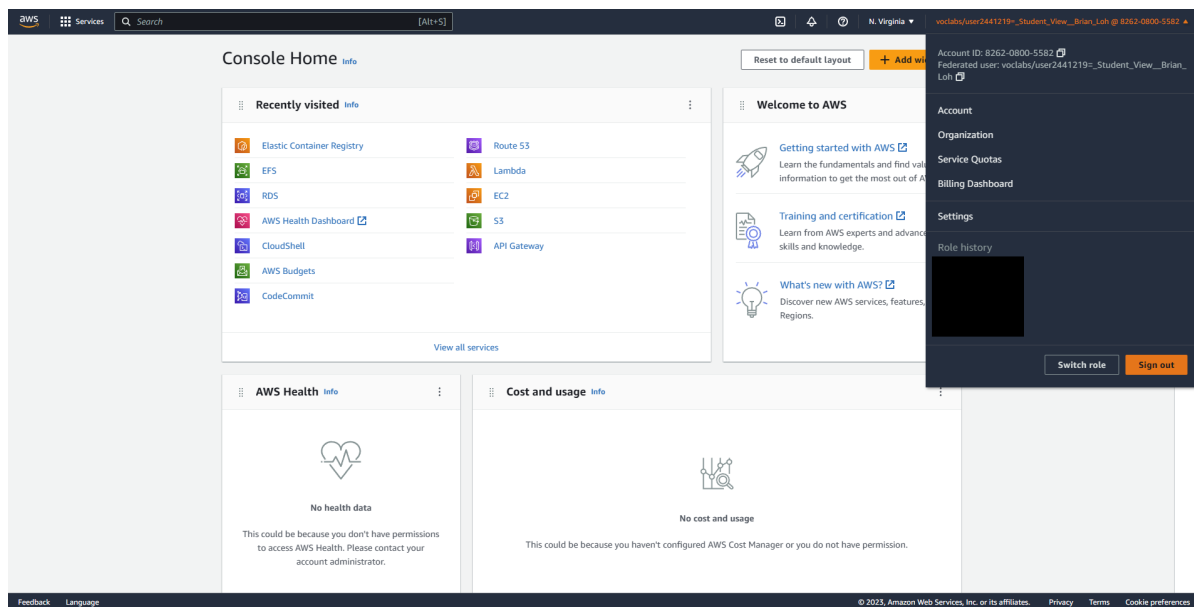 aws Services Search [Alt+S] N. Virginia voclabs/user2441219=_Student_View__Brian_Loh @ 8262-0800-5582
Console Home Info
Reset to default layout
+ Add wi
Account ID: 8262-0800-5582
Federated user: voclabs/user2441219=_Student_View__Brian_
Loh
Account
Organization
Service Quotas
Billing Dashboard
Settings
Role history
Switch role
Sign out
Recently visited Info
Elastic Container Registry
EFS
RDS
AWS Health Dashboard
CloudShell
AWS Budgets
CodeCommit
Route 53
Lambda
EC2
S3
API Gateway
View all services
Welcome to AWS
Getting started with AWS
Learn the fundamentals and find valu
information to get the most out of A
Training and certification
Learn from AWS experts and advance
skills and knowledge.
What's new with AWS?
Discover new AWS services, features,
Regions.
AWS Health Info
No health data
This could be because you don't have permissions
to access AWS Health. Please contact your
account administrator.
Cost and usage Info
No cost and usage
This could be because you haven't configured AWS Cost Manager or you do not have permission.
Feedback Language © 2023, Amazon Web Services, Inc. or its affiliates. Privacy Terms Cookie preferences